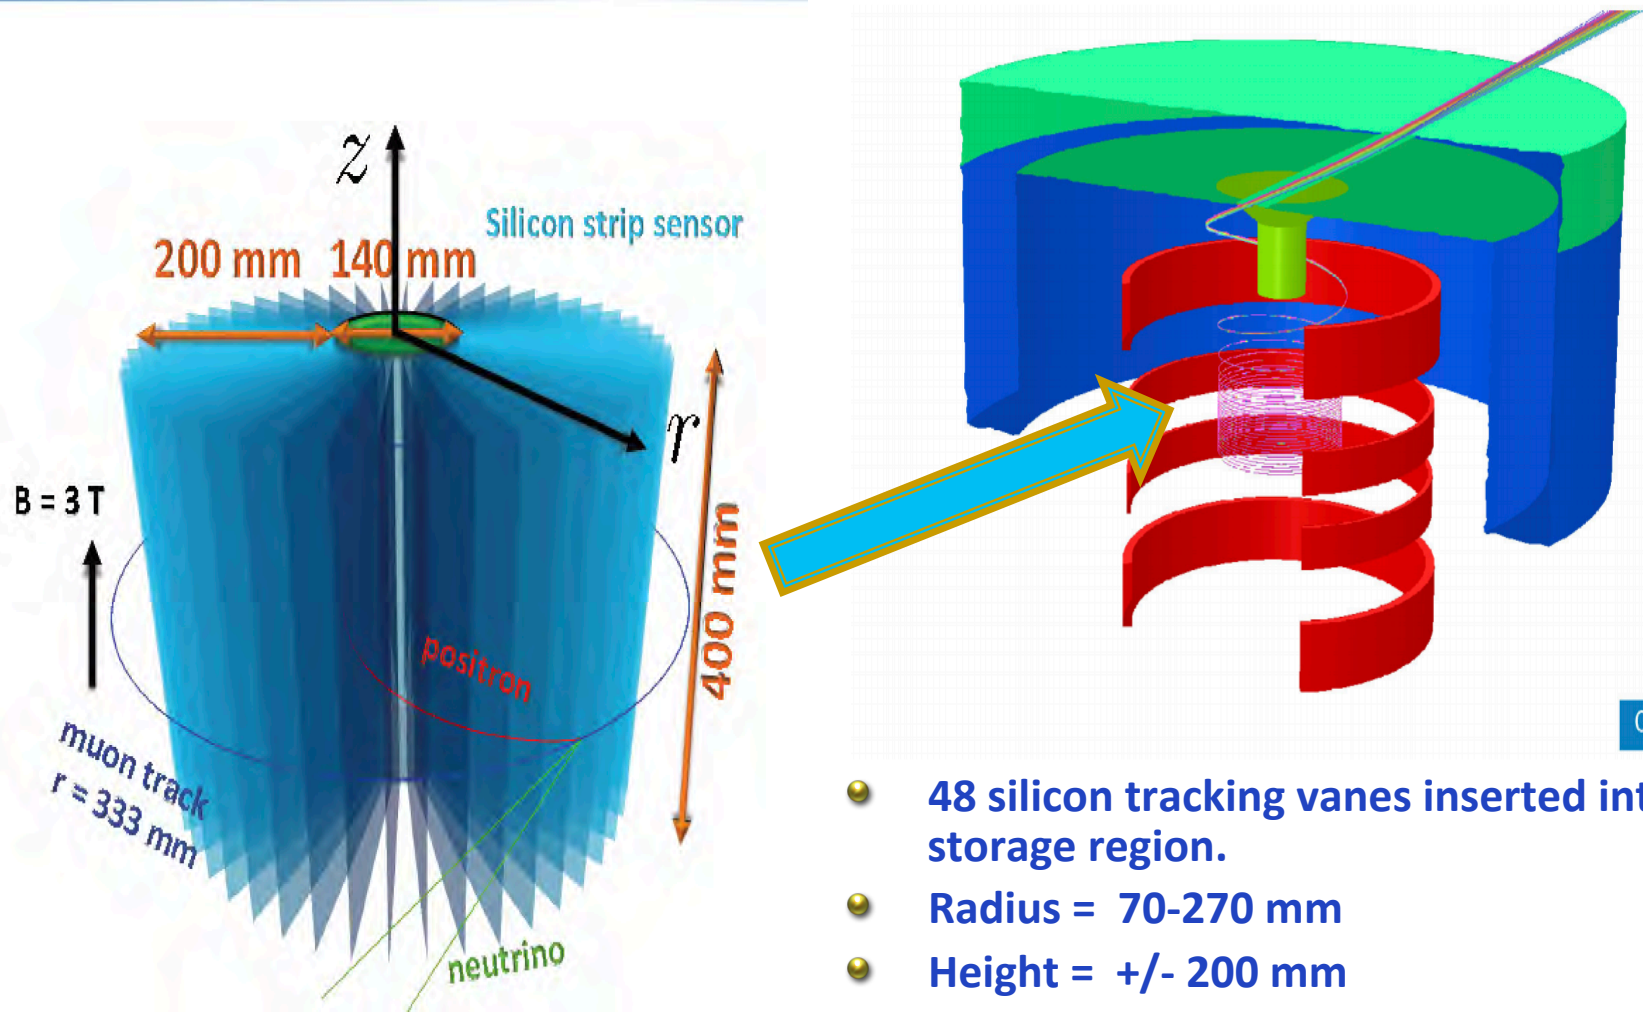 z
Silicon strip sensor
200 mm 140 mm
r
B = 3 T
400 mm
positron
muon track
r = 333 mm
neutrino
48 silicon tracking vanes inserted
storage region.
Radius = 70-270 mm
Height = +/- 200 mm